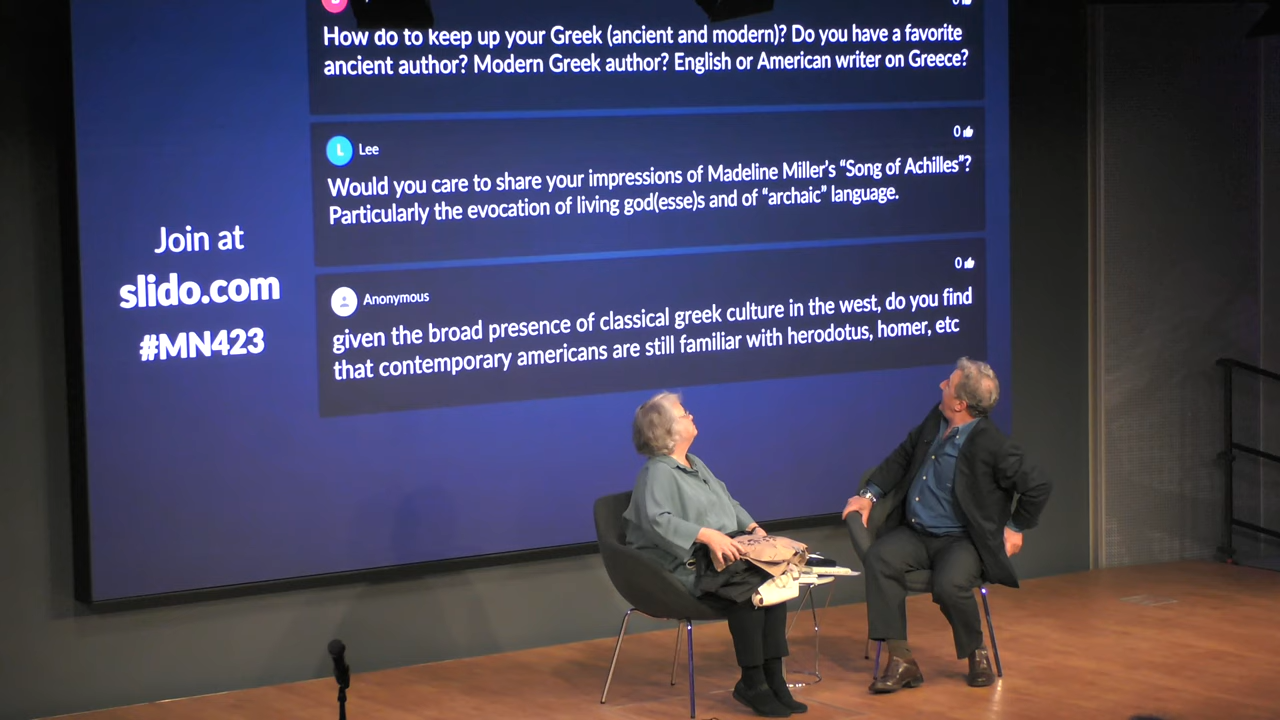 0
How do to keep up your Greek (ancient and modern)? Do you have a favorite
ancient author? Modern Greek author? English or American writer on Greece?
L Lee
0
Would you care to share your impressions of Madeline Miller's “Song of Achilles”?
Particularly the evocation of living god(esse)s and of “archaic” language.
Join at
slido.com
#MN423
Anonymous
0
given the broad presence of classical greek culture in the west, do you find
that contemporary americans are still familiar with herodotus, homer, etc